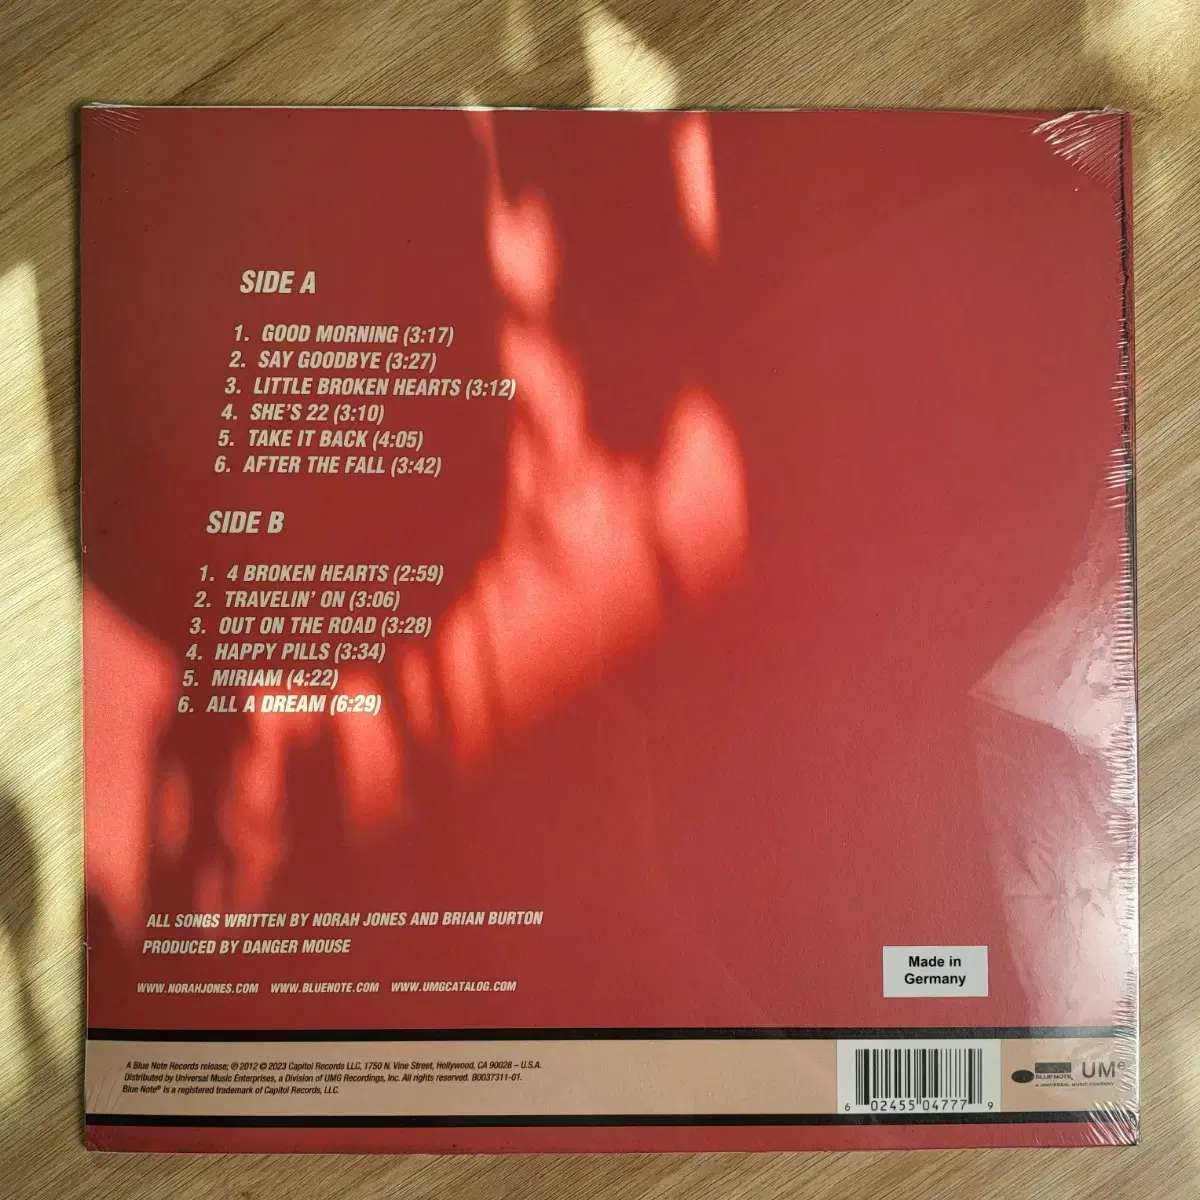 SIDE A
1. GOOD MORNING (3:17)
2. SAY GOODBYE (3:27)
3. LITTLE BROKEN HEARTS (3:12)
4. SHE'S 22 (3:10)
5. TAKE IT BACK (4:05)
6. AFTER THE FALL (3:42)
SIDE B
1. 4 BROKEN HEARTS (2:59)
2. TRAVELIN' ON (3:06)
3. OUT ON THE ROAD (3:28)
4. HAPPY PILLS (3:34)
5. MIRIAM (4:22)
6. ALL A DREAM (6:29)
ALL SONGS WRITTEN BY NORAH JONES AND BRIAN BURTON
PRODUCED BY DANGER MOUSE
WWW.NORAHJONES.COM WWW.BLUENOTE.COM WWW.UMGCATALOG.COM
Made in
Germany
A Blue Note Records release; ℗ 2012 © 2023 Capitol Records LLC, 1750 N. Vine Street, Hollywood, CA 90028 – U.S.A.
Distributed by Universal Music Enterprises, a Division of UMG Recordings, Inc. All rights reserved. B0037311-01.
Blue Note® is a registered trademark of Capitol Records, LLC.
6 02455 04777 9
BLUE NOTE
A UNIVERSAL MUSIC COMPANY
UMe